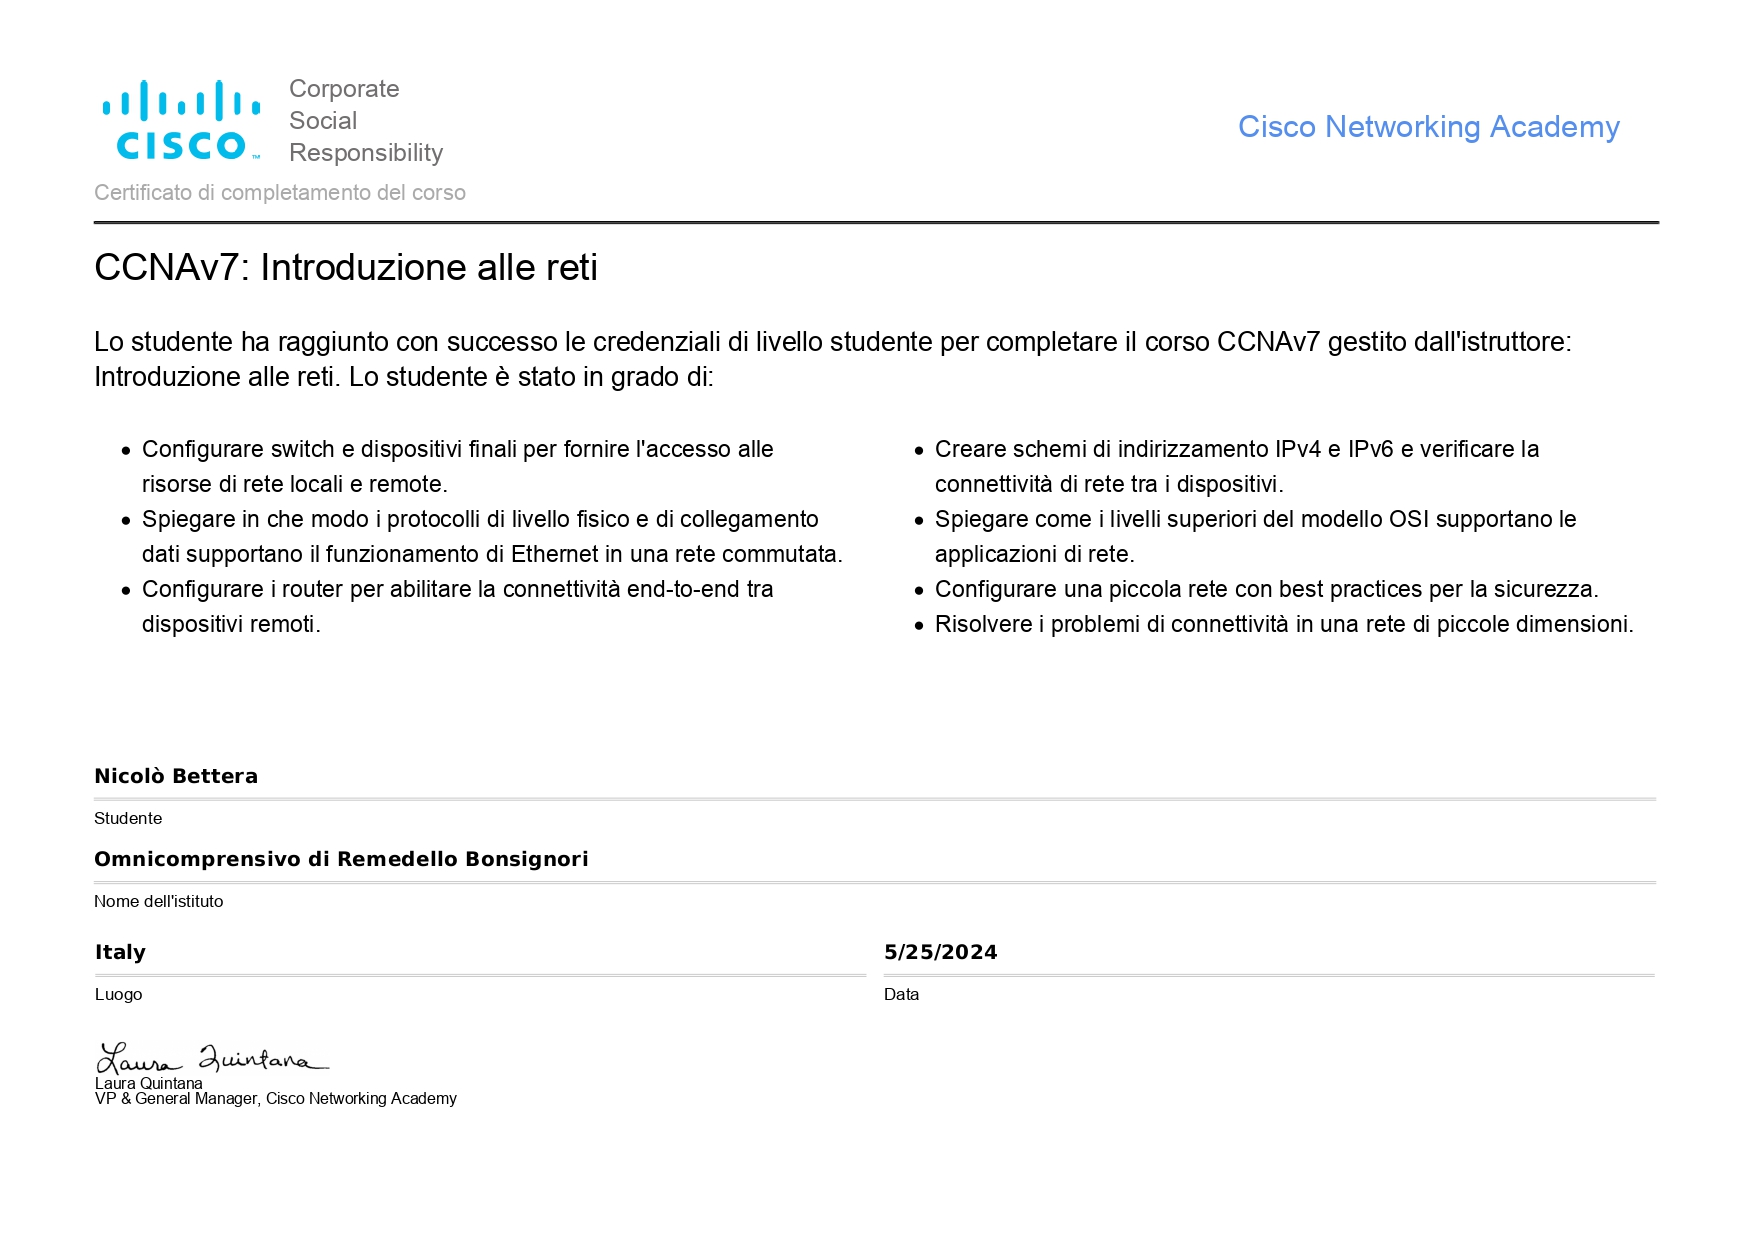 CISCO™
Corporate
Social
Responsibility
Cisco Networking Academy
Certificato di completamento del corso
CCNAv7: Introduzione alle reti
Lo studente ha raggiunto con successo le credenziali di livello studente per completare il corso CCNAv7 gestito dall'istruttore:
Introduzione alle reti. Lo studente è stato in grado di:
• Configurare switch e dispositivi finali per fornire l'accesso alle
risorse di rete locali e remote.
• Spiegare in che modo i protocolli di livello fisico e di collegamento
dati supportano il funzionamento di Ethernet in una rete commutata.
• Configurare i router per abilitare la connettività end-to-end tra
dispositivi remoti.
• Creare schemi di indirizzamento IPv4 e IPv6 e verificare la
connettività di rete tra i dispositivi.
• Spiegare come i livelli superiori del modello OSI supportano le
applicazioni di rete.
• Configurare una piccola rete con best practices per la sicurezza.
• Risolvere i problemi di connettività in una rete di piccole dimensioni.
Nicolò Bettera
Studente
Omnicomprensivo di Remedello Bonsignori
Nome dell'istituto
Italy
Luogo
5/25/2024
Data
Laura Quintana
Laura Quintana
VP & General Manager, Cisco Networking Academy